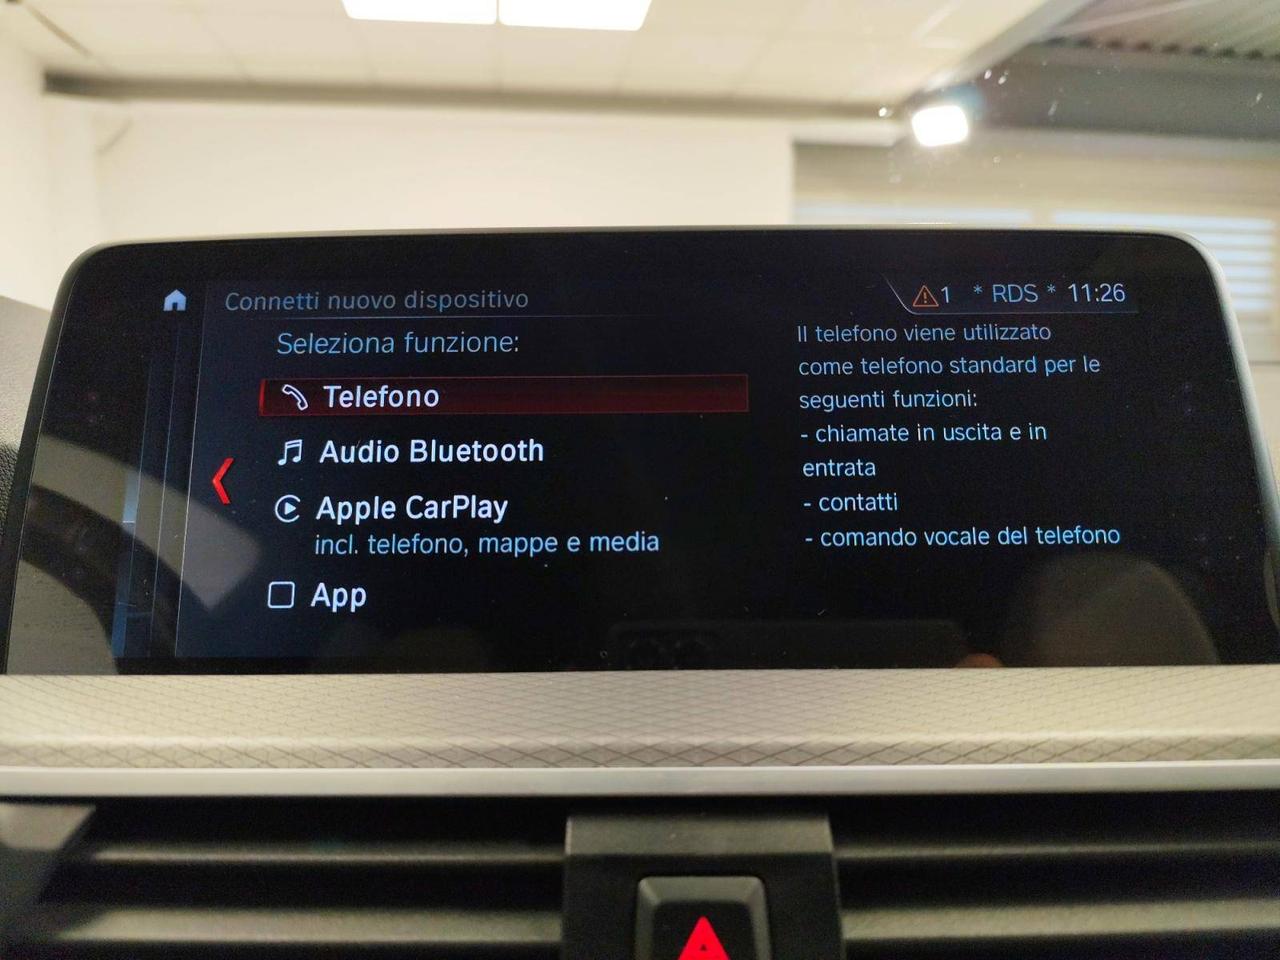 Connetti nuovo dispositivo
1 * RDS * 11:26
Seleziona funzione:
Telefono
Audio Bluetooth
Apple CarPlay
incl. telefono, mappe e media
App
Il telefono viene utilizzato
come telefono standard per le
seguenti funzioni:
- chiamate in uscita e in
entrata
- contatti
- comando vocale del telefono